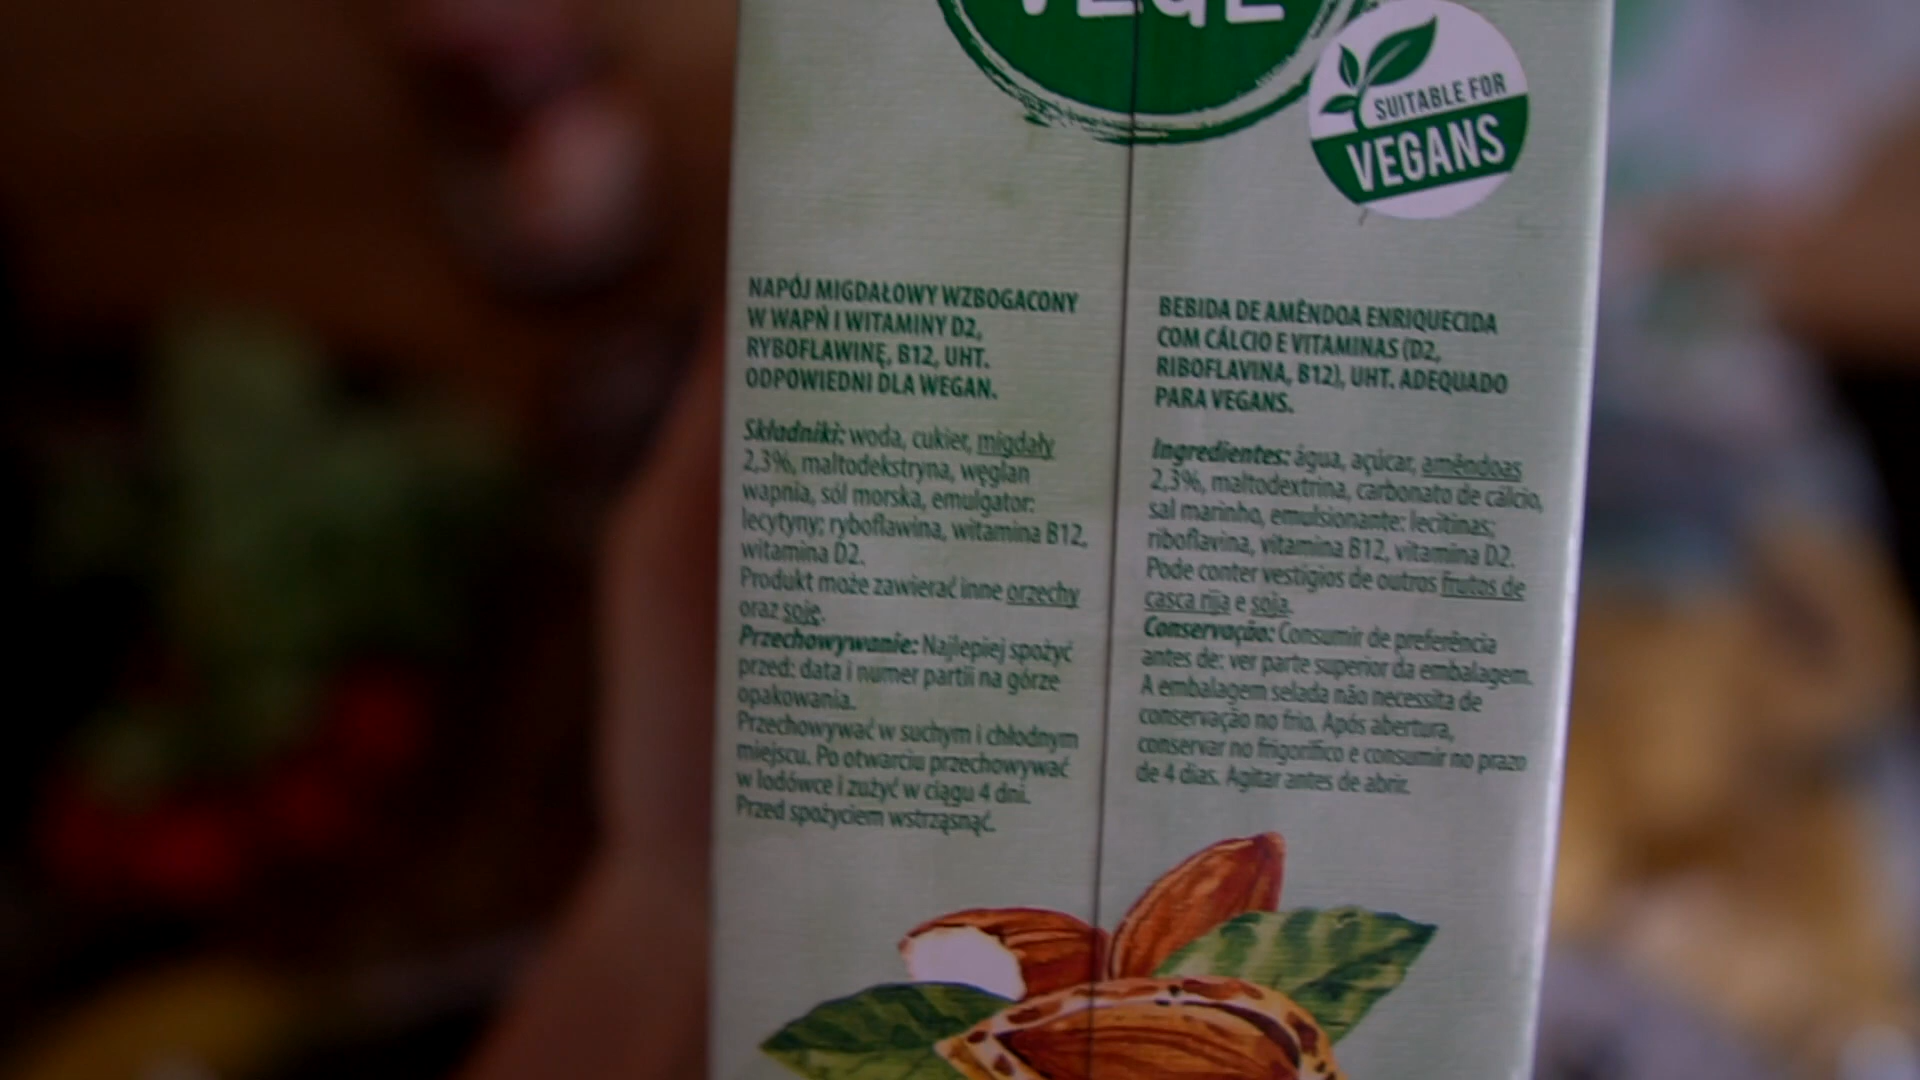 VEGE
SUITABLE FOR
VEGANS
NAPÓJ MIGDAŁOWY WZBOGACONY
W WAPŃ I WITAMINY D2,
RYBOFLAWINĘ, B12, UHT.
ODPOWIEDNI DLA WEGAN.
Składniki: woda, cukier, migdały
2,3%, maltodekstryna, węglan
wapnia, sól morska, emulgator:
lecytyny; ryboflawina, witamina B12,
witamina D2.
Produkt może zawierać inne orzechy
oraz soję.
Przechowywanie: Najlepiej spożyć
przed: data i numer partii na górze
opakowania.
Przechowywać w suchym i chłodnym
miejscu. Po otwarciu przechowywać
w lodówce i zużyć w ciągu 4 dni.
Przed spożyciem wstrząsnąć.
BEBIDA DE AMÊNDOA ENRIQUECIDA
COM CÁLCIO E VITAMINAS (D2,
RIBOFLAVINA, B12), UHT. ADEQUADO
PARA VEGANS.
Ingredientes: água, açúcar, amêndoas
2,3%, maltodextrina, carbonato de cálcio,
sal marinho, emulsionante: lecitinas;
riboflavina, vitamina B12, vitamina D2.
Pode conter vestígios de outros frutos de
casca rija e soja.
Conservação: Consumir de preferência
antes de: ver parte superior da embalagem.
A embalagem selada não necessita de
conservação no frio. Após abertura,
conservar no frigorífico e consumir no prazo
de 4 dias. Agitar antes de abrir.